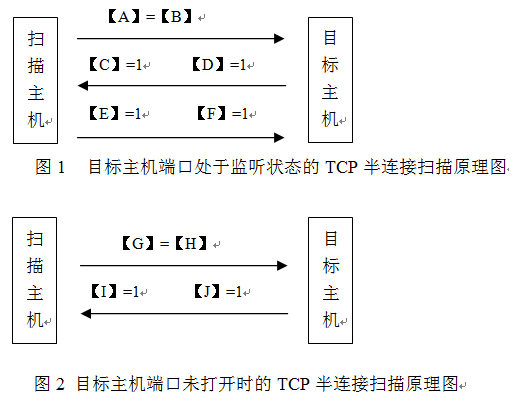 【A】=【B】↵
扫描主机
目标主机
【C】=1↵ 【D】=1↵
【E】=1↵ 【F】=1↵
图 1 目标主机端口处于监听状态的 TCP 半连接扫描原理图↵
扫描主机
目标主机
【G】=【H】↵
【I】=1↵ 【J】=1↵
图 2 目标主机端口未打开时的 TCP 半连接扫描原理图↵